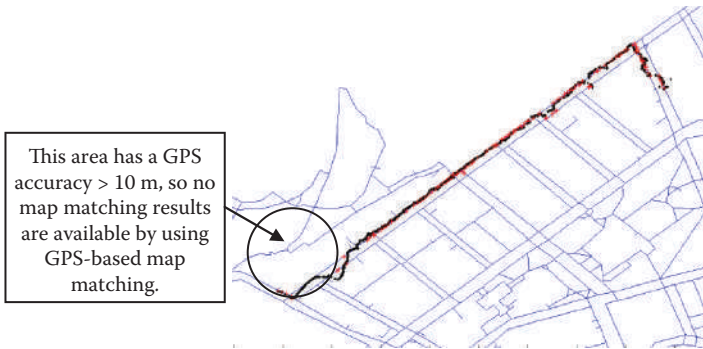 This area has a GPS
accuracy > 10 m, so no
map matching results
are available by using
GPS-based map
matching.